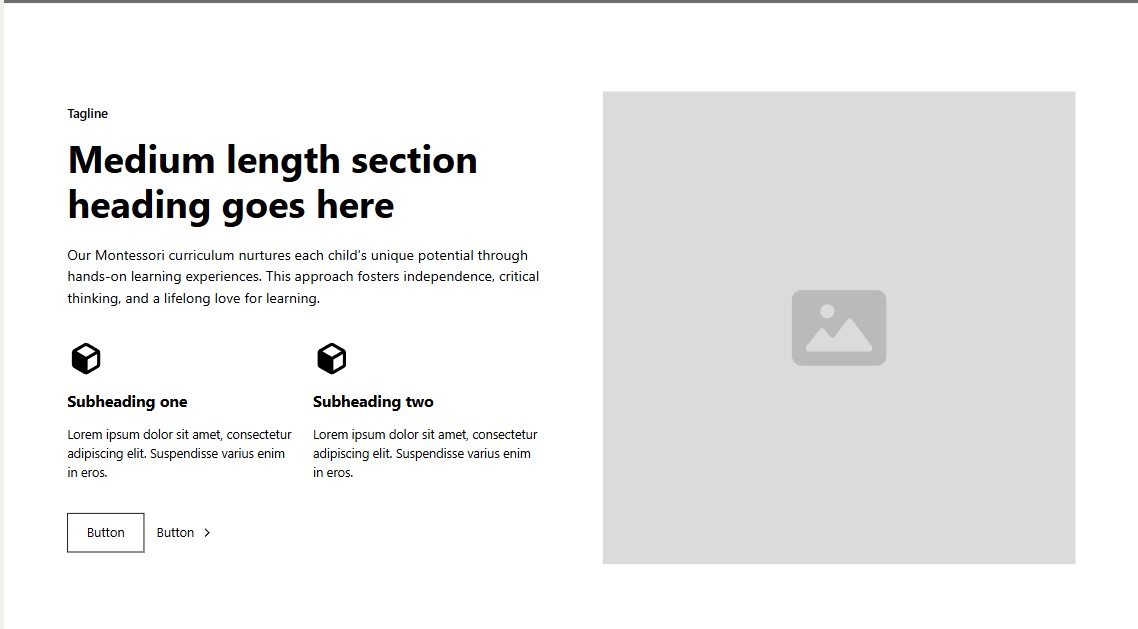 Tagline
Medium length section
heading goes here
Our Montessori curriculum nurtures each child's unique potential through
hands-on learning experiences. This approach fosters independence, critical
thinking, and a lifelong love for learning.
Subheading one
Lorem ipsum dolor sit amet, consectetur
adipiscing elit. Suspendisse varius enim
in eros.
Subheading two
Lorem ipsum dolor sit amet, consectetur
adipiscing elit. Suspendisse varius enim
in eros.
Button
Button